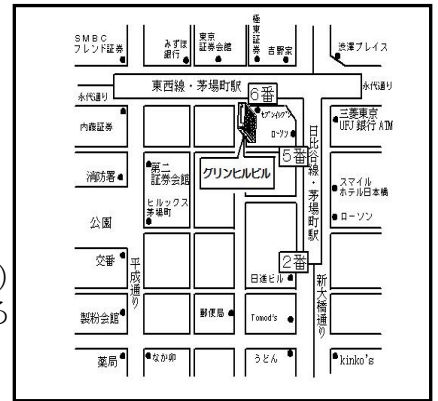 SMBC
フレンド証券
みずほ
銀行
東京
証券会館
極東証券
吉野家
渋澤プレイス
永代通り
東西線・茅場町駅
6番
永代通り
内藤証券
セブンイレブン
ローソン
5番
日比谷線・茅場町駅
三菱東京
UFJ銀行ATM
消防署
第二
証券会館
グリンヒルビル
スマイル
ホテル日本橋
ヒルックス
茅場町
ローソン
公園
交番
平成通り
2番
日進ビル
新大橋通り
製粉会館
郵便局
Tomod's
薬局
なか卯
うどん
kinko's
)
る